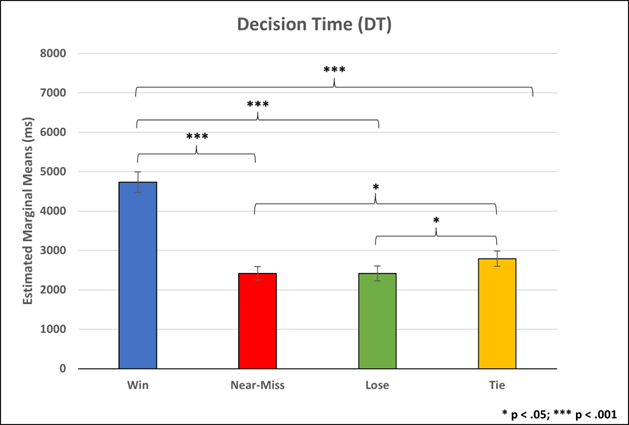 Decision Time (DT)
Estimated Marginal Means (ms)
8000
7000
6000
5000
4000
3000
2000
1000
0
***
***
***
*
*
Win
Near-Miss
Lose
Tie
* p < .05; *** p < .001